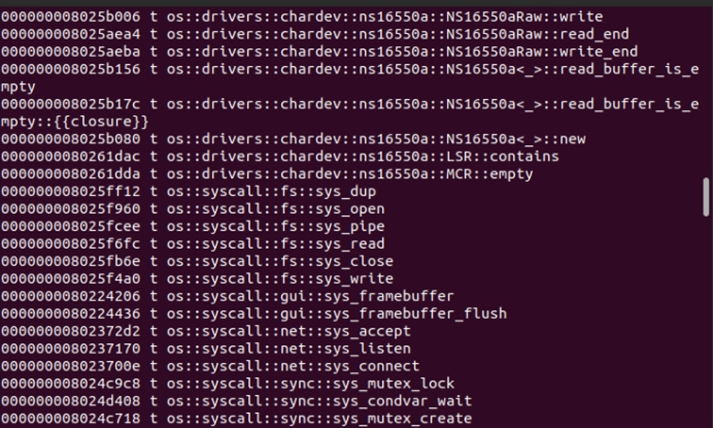 000000008025b006 t os::drivers::chardev::ns16550a::NS16550aRaw::write
000000008025aea4 t os::drivers::chardev::ns16550a::NS16550aRaw::read_end
000000008025aeba t os::drivers::chardev::ns16550a::NS16550aRaw::write_end
000000008025b156 t os::drivers::chardev::ns16550a::NS16550a<_>::read_buffer_is_e
mpty
000000008025b17c t os::drivers::chardev::ns16550a::NS16550a<_>::read_buffer_is_e
mpty::{{closure}}
000000008025b080 t os::drivers::chardev::ns16550a::NS16550a<_>::new
0000000080261dac t os::drivers::chardev::ns16550a::LSR::contains
0000000080261dda t os::drivers::chardev::ns16550a::MCR::empty
000000008025ff12 t os::syscall::fs::sys_dup
000000008025f960 t os::syscall::fs::sys_open
000000008025fcee t os::syscall::fs::sys_pipe
000000008025f6fc t os::syscall::fs::sys_read
000000008025fb6e t os::syscall::fs::sys_close
000000008025f4a0 t os::syscall::fs::sys_write
0000000080224206 t os::syscall::gui::sys_framebuffer
0000000080224436 t os::syscall::gui::sys_framebuffer_flush
00000000802372d2 t os::syscall::net::sys_accept
0000000080237170 t os::syscall::net::sys_listen
000000008023700e t os::syscall::net::sys_connect
000000008024c9c8 t os::syscall::sync::sys_mutex_lock
000000008024d408 t os::syscall::sync::sys_condvar_wait
000000008024c718 t os::syscall::sync::sys_mutex_create